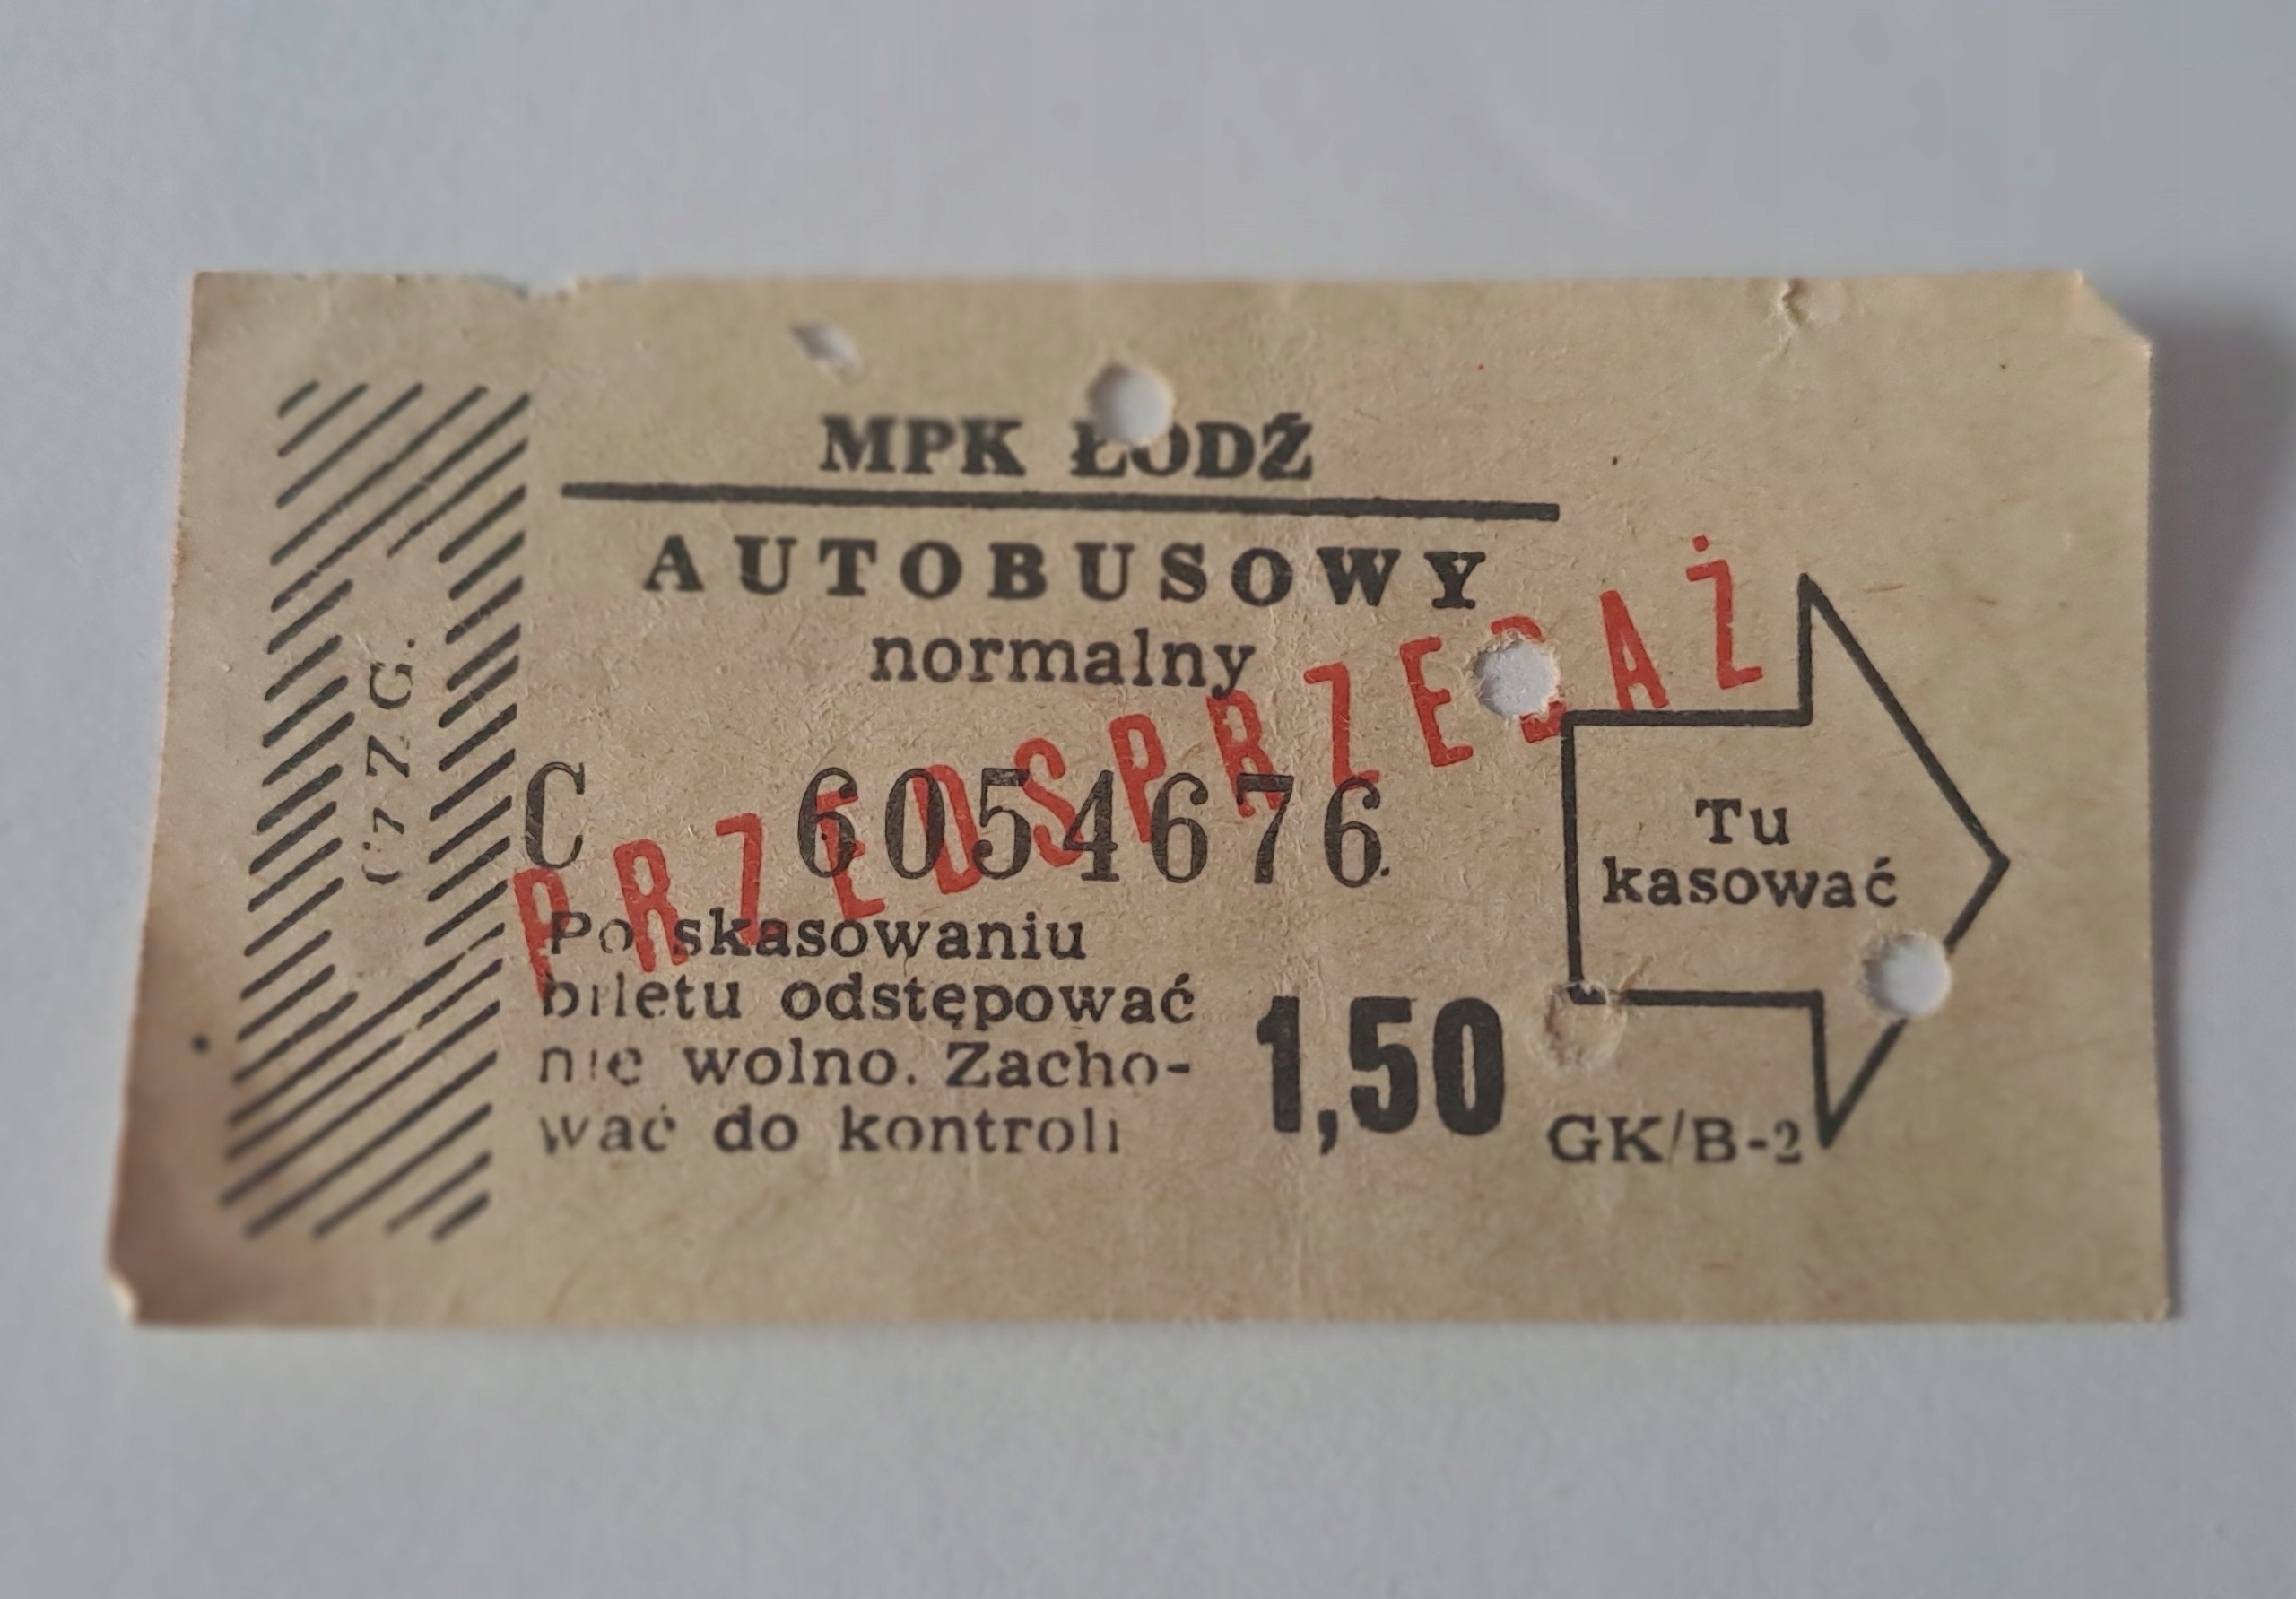 MPK ŁODŹ
AUTOBUSOWY
normalny
C 6054676
PRZEDSPRZEDAŻ
Po skasowaniu
biletu odstępować
nie wolno. Zacho-
wać do kontroli
1,50
Tu
kasować
GK/B-2